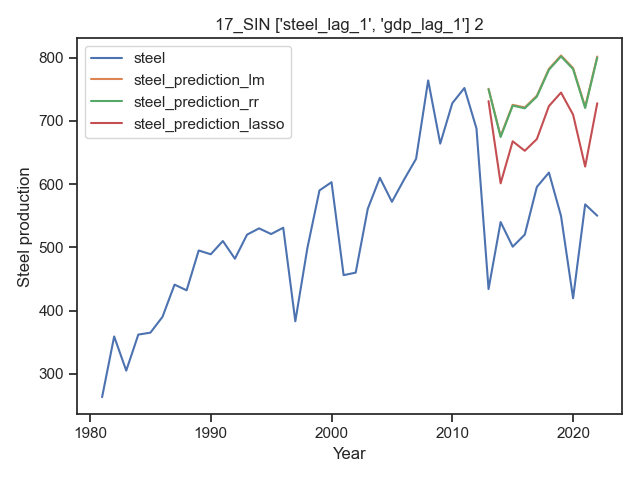 17_SIN ['steel_lag_1', 'gdp_lag_1'] 2
steel
steel_prediction_lm
steel_prediction_rr
steel_prediction_lasso
Steel production
800
700
600
500
400
300
1980
1990
2000
2010
2020
Year